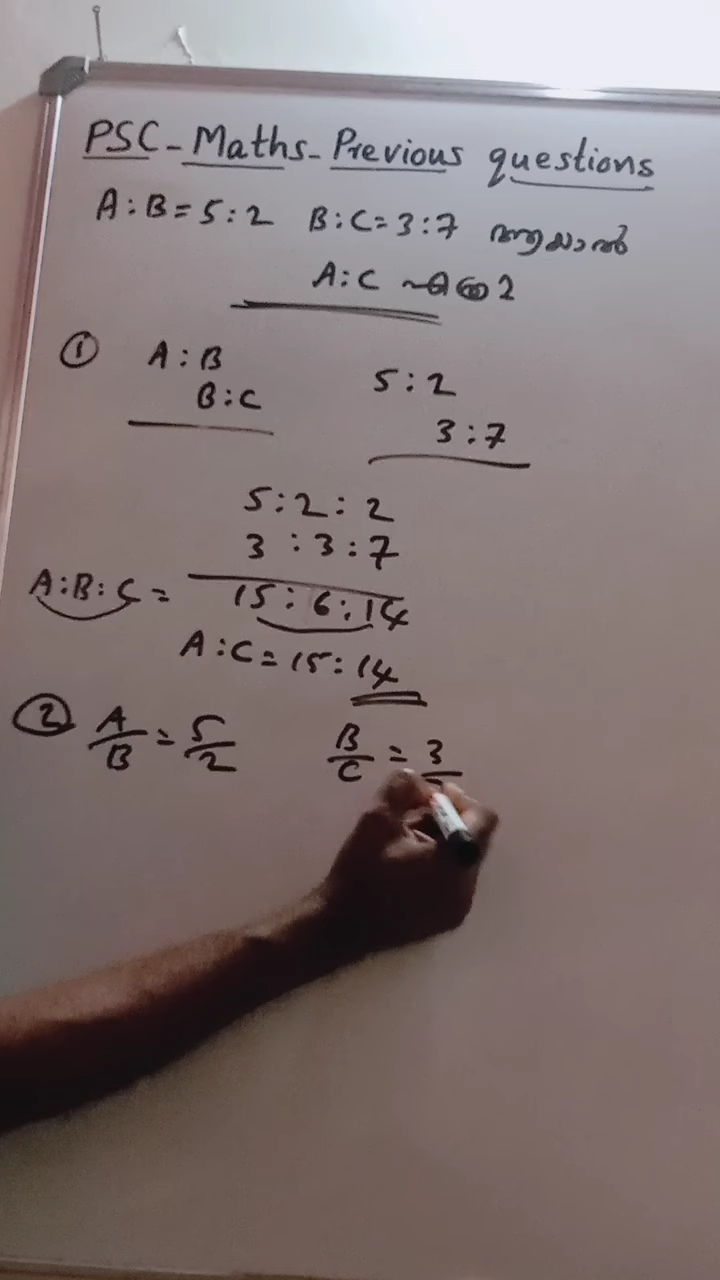 PSC - Maths - Previous questions
A : B = 5 : 2 B : C = 3 : 7 ആയാൽ
A : C എത്ര ?
① A : B 5 : 2
B : C 3 : 7
5 : 2 : 2
3 : 3 : 7
A : B : C = 15 : 6 : 14
A : C = 15 : 14
② A/B = 5/2 B/C = 3/